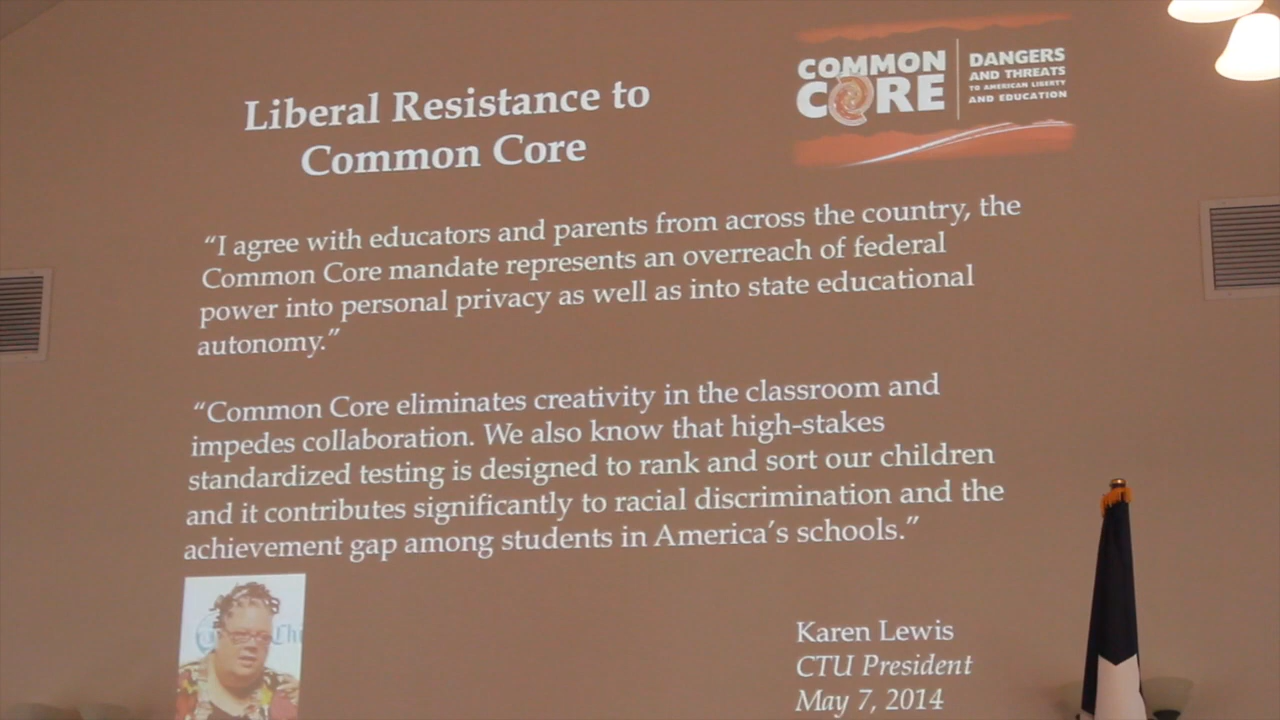 COMMON
CORE
DANGERS
AND THREATS
TO AMERICAN LIBERTY
AND EDUCATION
Liberal Resistance to
Common Core
“I agree with educators and parents from across the country, the
Common Core mandate represents an overreach of federal
power into personal privacy as well as into state educational
autonomy.”
“Common Core eliminates creativity in the classroom and
impedes collaboration. We also know that high-stakes
standardized testing is designed to rank and sort our children
and it contributes significantly to racial discrimination and the
achievement gap among students in America’s schools.”
Karen Lewis
CTU President
May 7, 2014